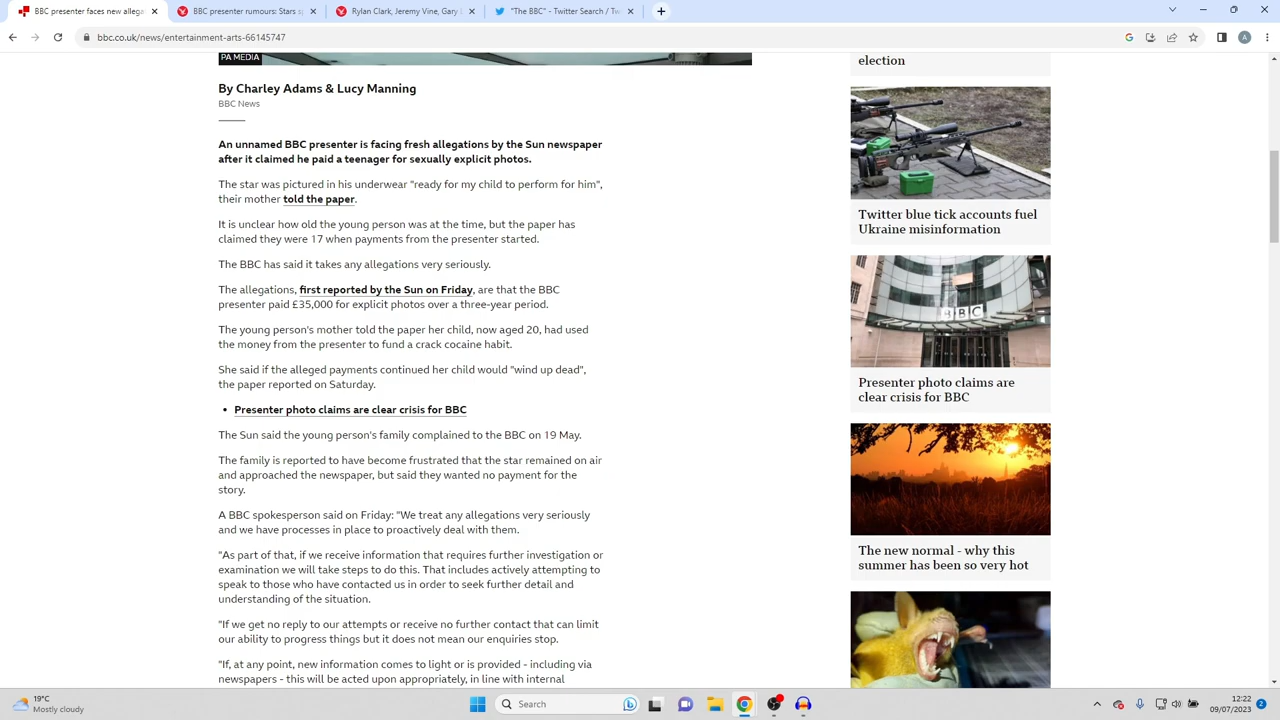 BBC presenter faces new alleg
BBC presenter rumours: Stars s
Rylan Clark, Jeremy Vine, Gary
"The BBC" - Twitter Search / Tw
bbc.co.uk/news/entertainment-arts-66145747
A
PA MEDIA
By Charley Adams & Lucy Manning
BBC News
An unnamed BBC presenter is facing fresh allegations by the Sun newspaper
after it claimed he paid a teenager for sexually explicit photos.
The star was pictured in his underwear "ready for my child to perform for him",
their mother told the paper.
It is unclear how old the young person was at the time, but the paper has
claimed they were 17 when payments from the presenter started.
The BBC has said it takes any allegations very seriously.
The allegations, first reported by the Sun on Friday, are that the BBC
presenter paid £35,000 for explicit photos over a three-year period.
The young person's mother told the paper her child, now aged 20, had used
the money from the presenter to fund a crack cocaine habit.
She said if the alleged payments continued her child would "wind up dead",
the paper reported on Saturday.
• Presenter photo claims are clear crisis for BBC
The Sun said the young person's family complained to the BBC on 19 May.
The family is reported to have become frustrated that the star remained on air
and approached the newspaper, but said they wanted no payment for the
story.
A BBC spokesperson said on Friday: "We treat any allegations very seriously
and we have processes in place to proactively deal with them.
"As part of that, if we receive information that requires further investigation or
examination we will take steps to do this. That includes actively attempting to
speak to those who have contacted us in order to seek further detail and
understanding of the situation.
"If we get no reply to our attempts or receive no further contact that can limit
our ability to progress things but it does not mean our enquiries stop.
"If, at any point, new information comes to light or is provided - including via
newspapers - this will be acted upon appropriately, in line with internal
election
Twitter blue tick accounts fuel
Ukraine misinformation
BBC
Presenter photo claims are
clear crisis for BBC
The new normal - why this
summer has been so very hot
19°C
Mostly cloudy
Search
12:22
09/07/2023
2